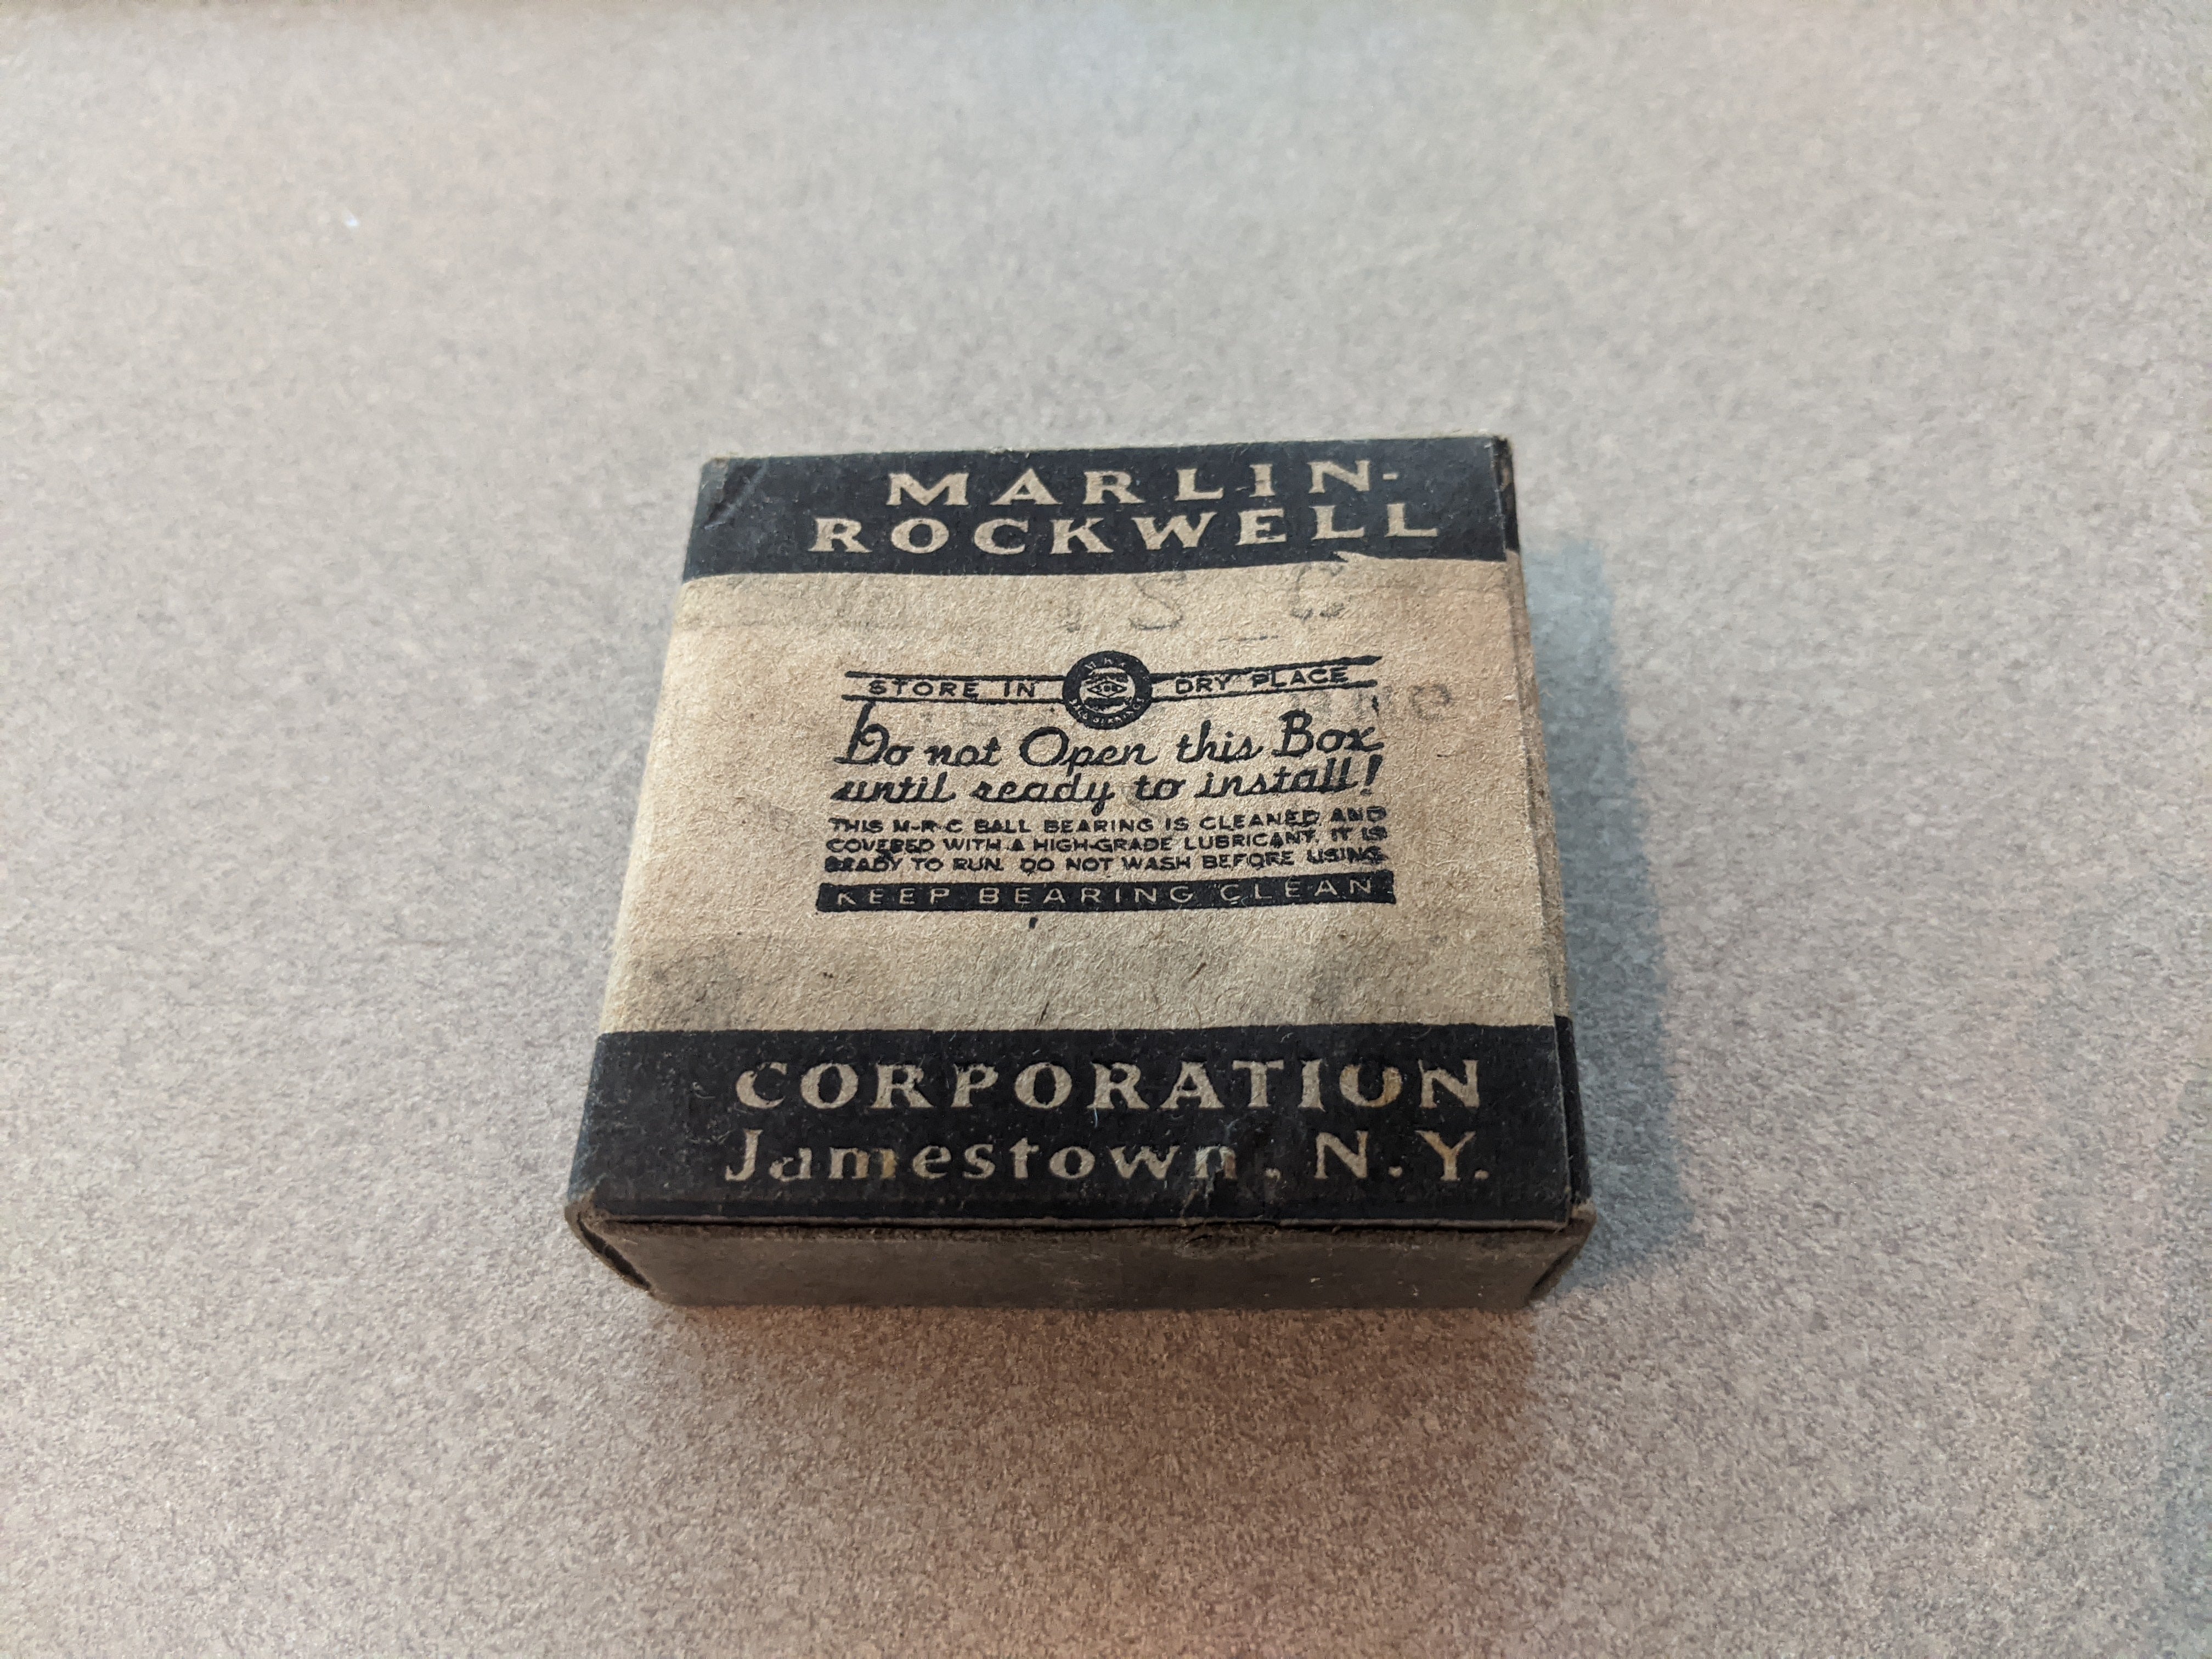 MARLIN-
ROCKWELL
S C
STORE IN DRY PLACE
Do not Open this Box
until ready to install!
THIS M-R-C BALL BEARING IS CLEANED AND
COVERED WITH A HIGH-GRADE LUBRICANT. IT IS
READY TO RUN. DO NOT WASH BEFORE USING
KEEP BEARING CLEAN
CORPORATION
Jamestown, N.Y.